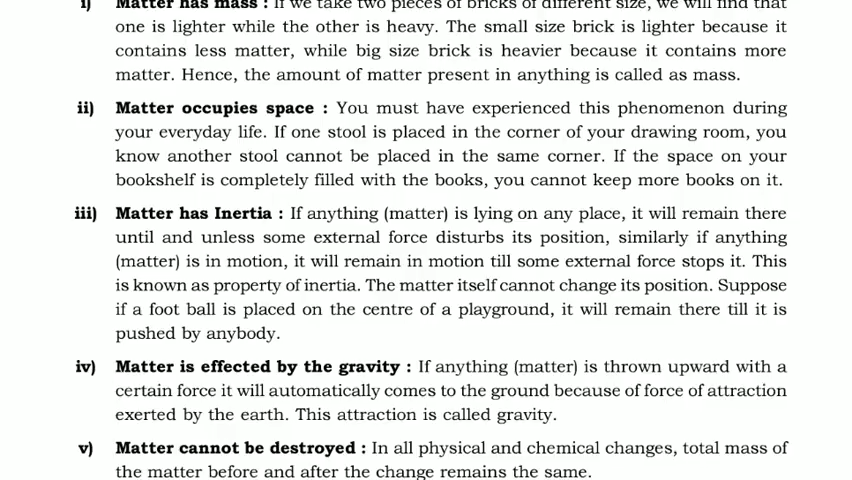 i) Matter has mass : If we take two pieces of bricks of different size, we will find that
one is lighter while the other is heavy. The small size brick is lighter because it
contains less matter, while big size brick is heavier because it contains more
matter. Hence, the amount of matter present in anything is called as mass.
ii) Matter occupies space : You must have experienced this phenomenon during
your everyday life. If one stool is placed in the corner of your drawing room, you
know another stool cannot be placed in the same corner. If the space on your
bookshelf is completely filled with the books, you cannot keep more books on it.
iii) Matter has Inertia : If anything (matter) is lying on any place, it will remain there
until and unless some external force disturbs its position, similarly if anything
(matter) is in motion, it will remain in motion till some external force stops it. This
is known as property of inertia. The matter itself cannot change its position. Suppose
if a foot ball is placed on the centre of a playground, it will remain there till it is
pushed by anybody.
iv) Matter is effected by the gravity : If anything (matter) is thrown upward with a
certain force it will automatically comes to the ground because of force of attraction
exerted by the earth. This attraction is called gravity.
v) Matter cannot be destroyed : In all physical and chemical changes, total mass of
the matter before and after the change remains the same.